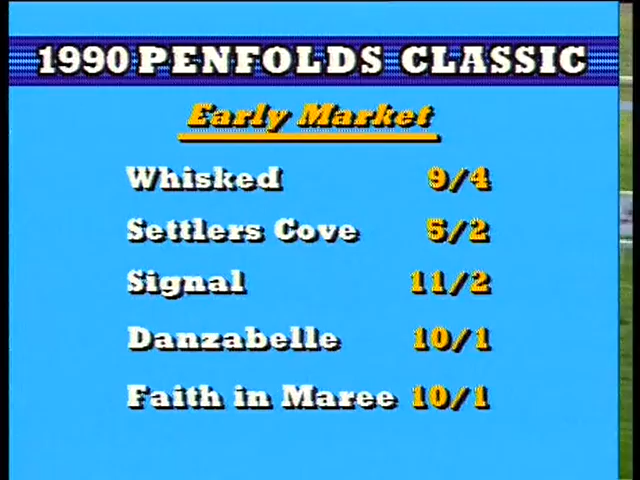 1990 PENFOLDS CLASSIC
Early Market
Whisked 9/4
Settlers Cove 5/2
Signal 11/2
Danzabelle 10/1
Faith in Maree 10/1